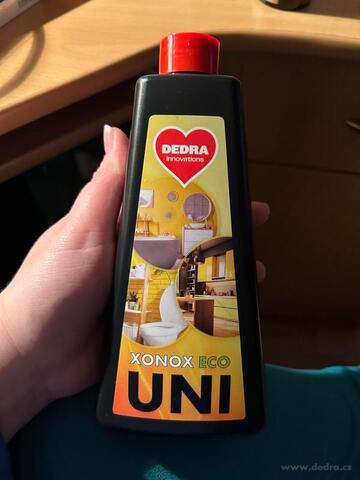 DEDRA
Innovations
XONOX ECO
UNI
www.dedra.cz